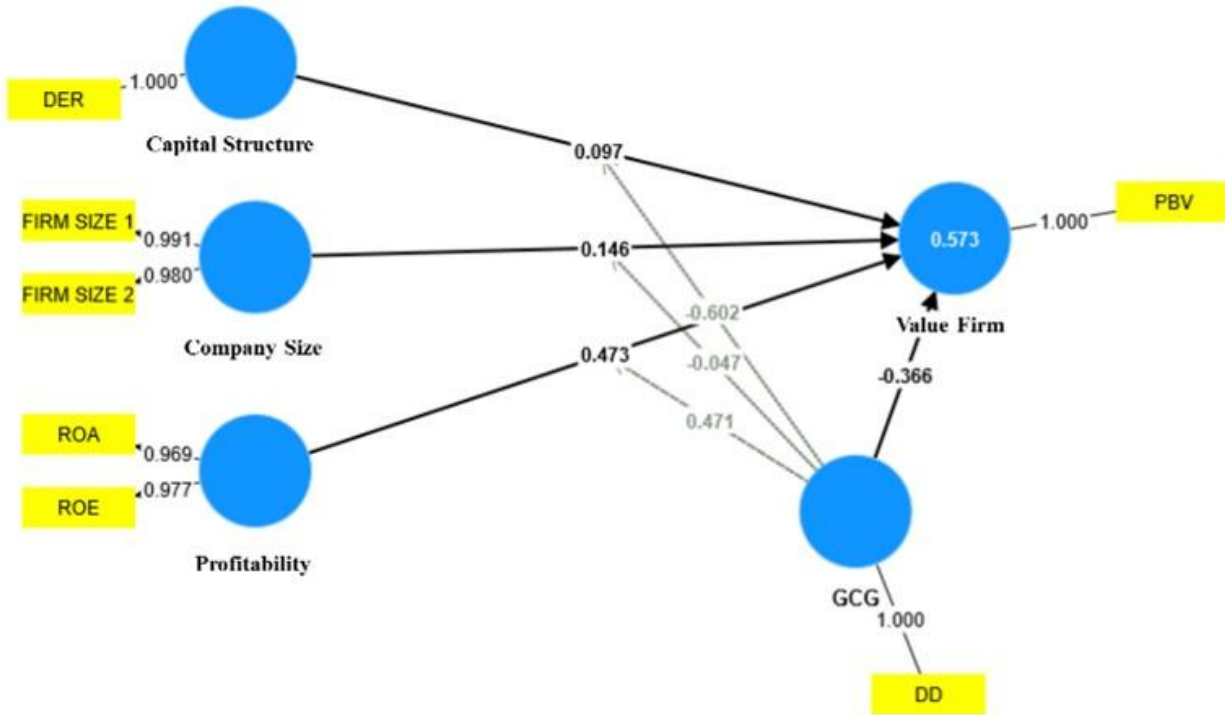 1.000
DER
Capital Structure
0.097
FIRM SIZE 1
0.991
0.980
FIRM SIZE 2
Company Size
0.146
0.573
1.000
PBV
Value Firm
-0.602
-0.047
0.471
0.473
-0.366
ROA
0.969
0.977
ROE
Profitability
GCG
1.000
DD